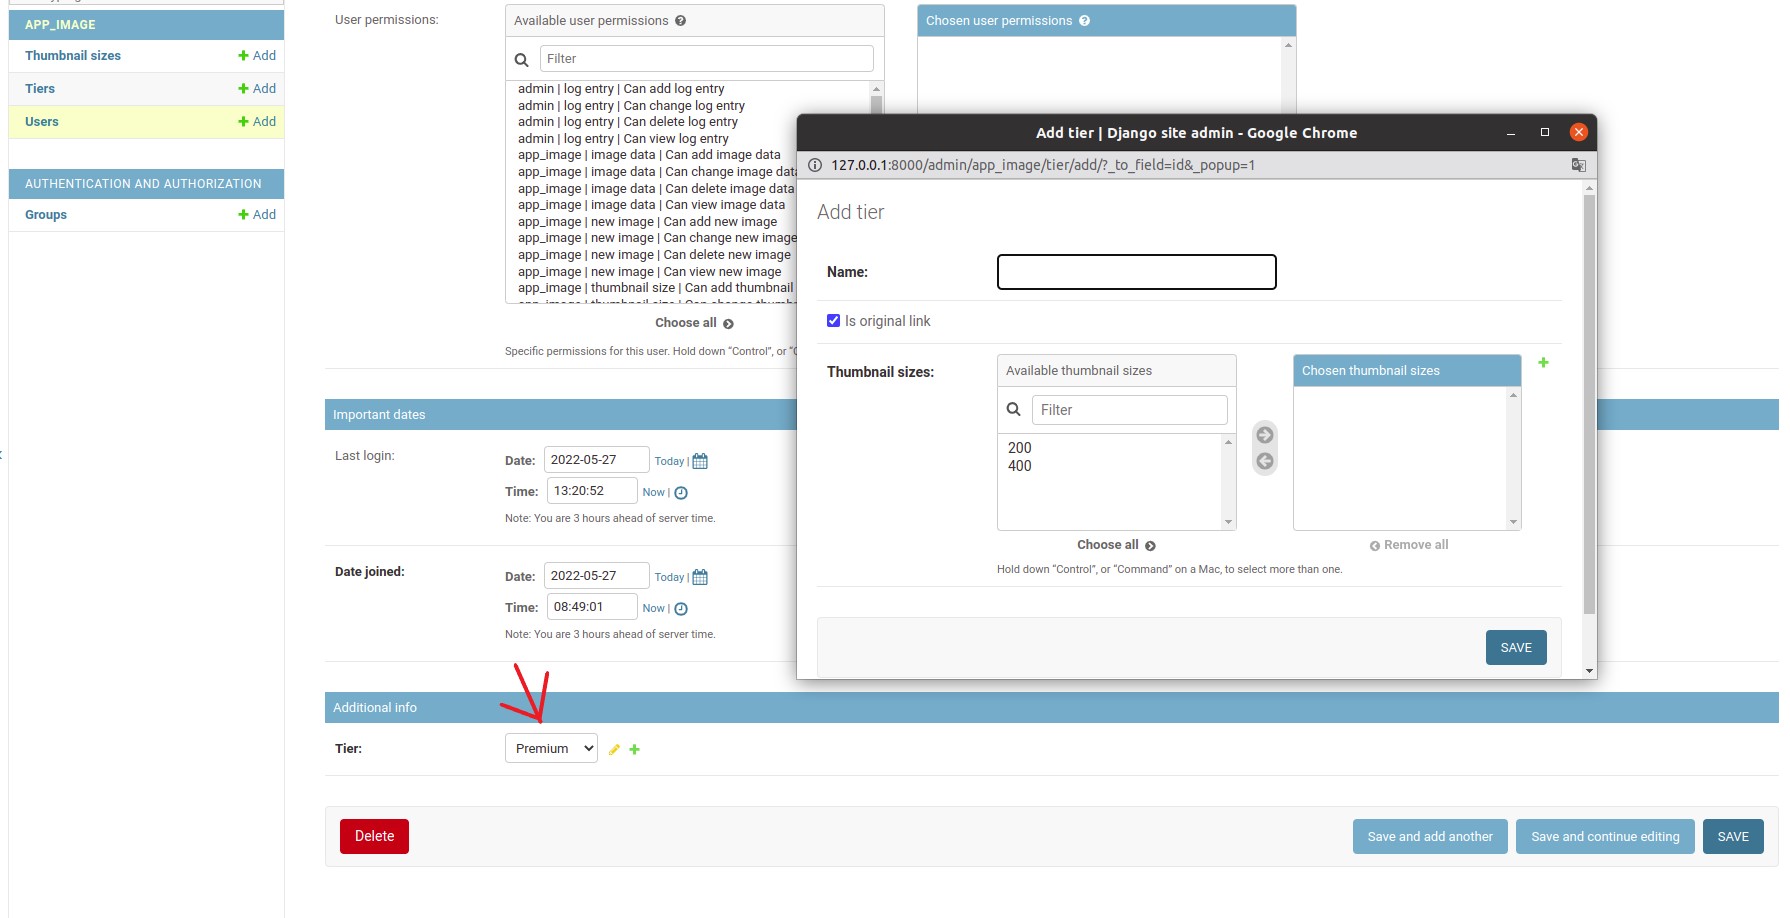 APP_IMAGE
Thumbnail sizes Add
Tiers Add
Users Add
AUTHENTICATION AND AUTHORIZATION
Groups Add
User permissions:
Available user permissions
Filter
admin | log entry | Can add log entry
admin | log entry | Can change log entry
admin | log entry | Can delete log entry
admin | log entry | Can view log entry
app_image | image data | Can add image data
app_image | image data | Can change image data
app_image | image data | Can delete image data
app_image | image data | Can view image data
app_image | new image | Can add new image
app_image | new image | Can change new image
app_image | new image | Can delete new image
app_image | new image | Can view new image
app_image | thumbnail size | Can add thumbnail
Choose all
Specific permissions for this user. Hold down “Control”, or “
Chosen user permissions
Important dates
Last login:
Date: 2022-05-27 Today |
Time: 13:20:52 Now |
Note: You are 3 hours ahead of server time.
Date joined:
Date: 2022-05-27 Today |
Time: 08:49:01 Now |
Note: You are 3 hours ahead of server time.
Additional info
Tier: Premium
Delete
Save and add another Save and continue editing SAVE
Add tier | Django site admin - Google Chrome
127.0.0.1:8000/admin/app_image/tier/add/?_to_field=id&_popup=1
Add tier
Name:
Is original link
Thumbnail sizes:
Available thumbnail sizes
Filter
200
400
Choose all
Chosen thumbnail sizes
Remove all
Hold down “Control”, or “Command” on a Mac, to select more than one.
SAVE